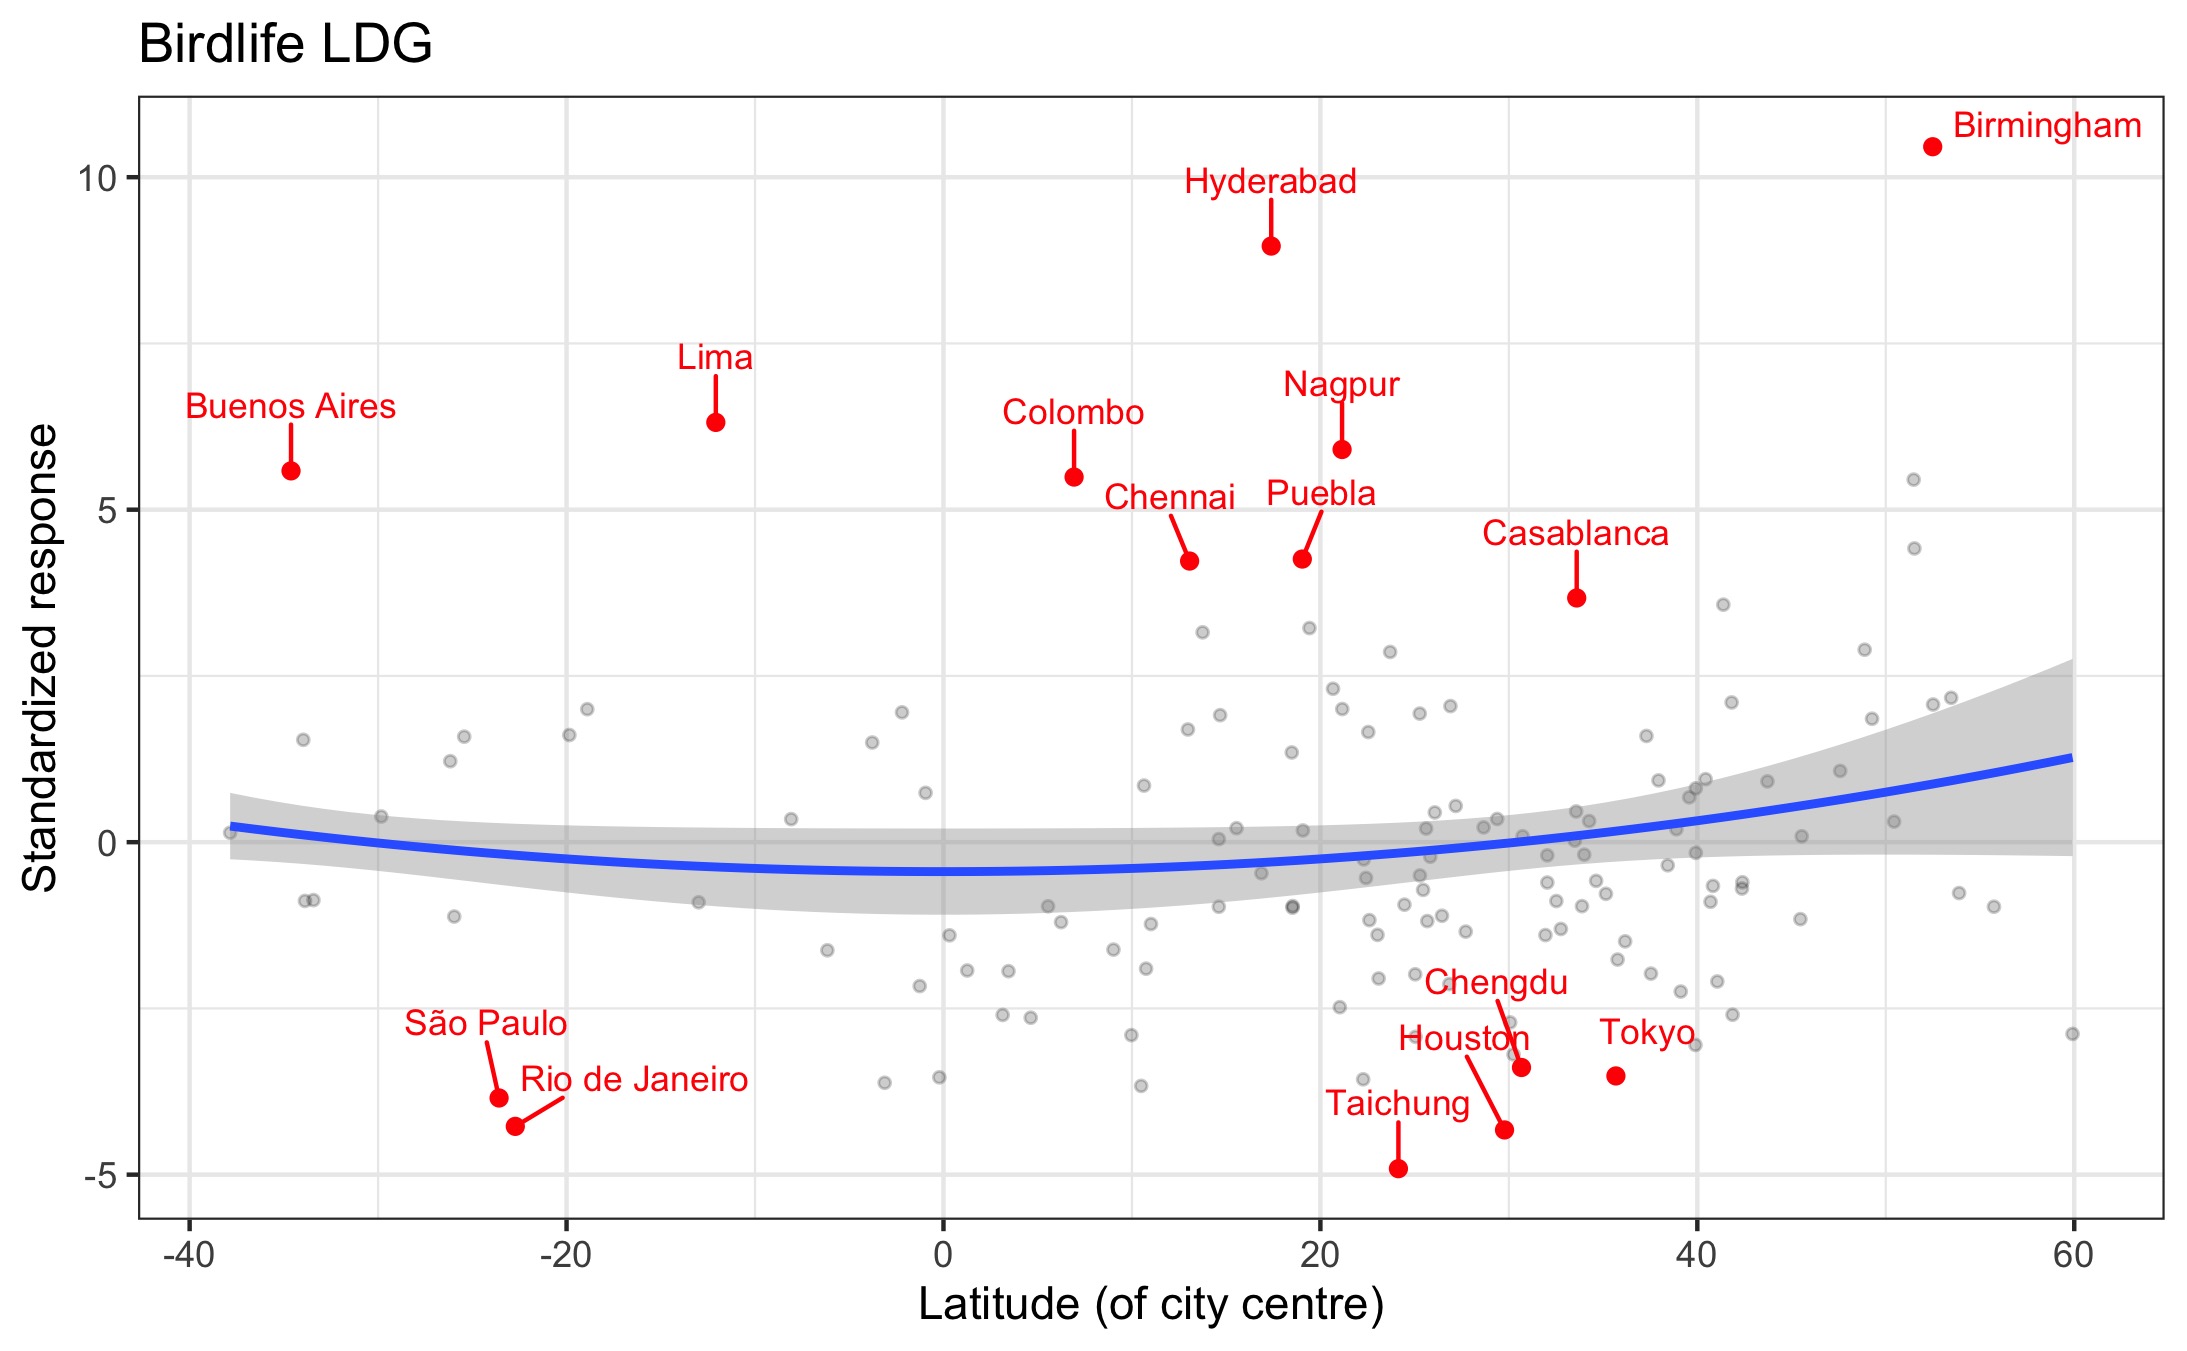 Birdlife LDG
Birmingham
10
Hyderabad
Lima
Nagpur
Buenos Aires
Colombo
Chennai
Puebla
5
Casablanca
Standardized response
0
Chengdu
São Paulo
Houston
Tokyo
Rio de Janeiro
Taichung
-5
-40 -20 0 20 40 60
Latitude (of city centre)